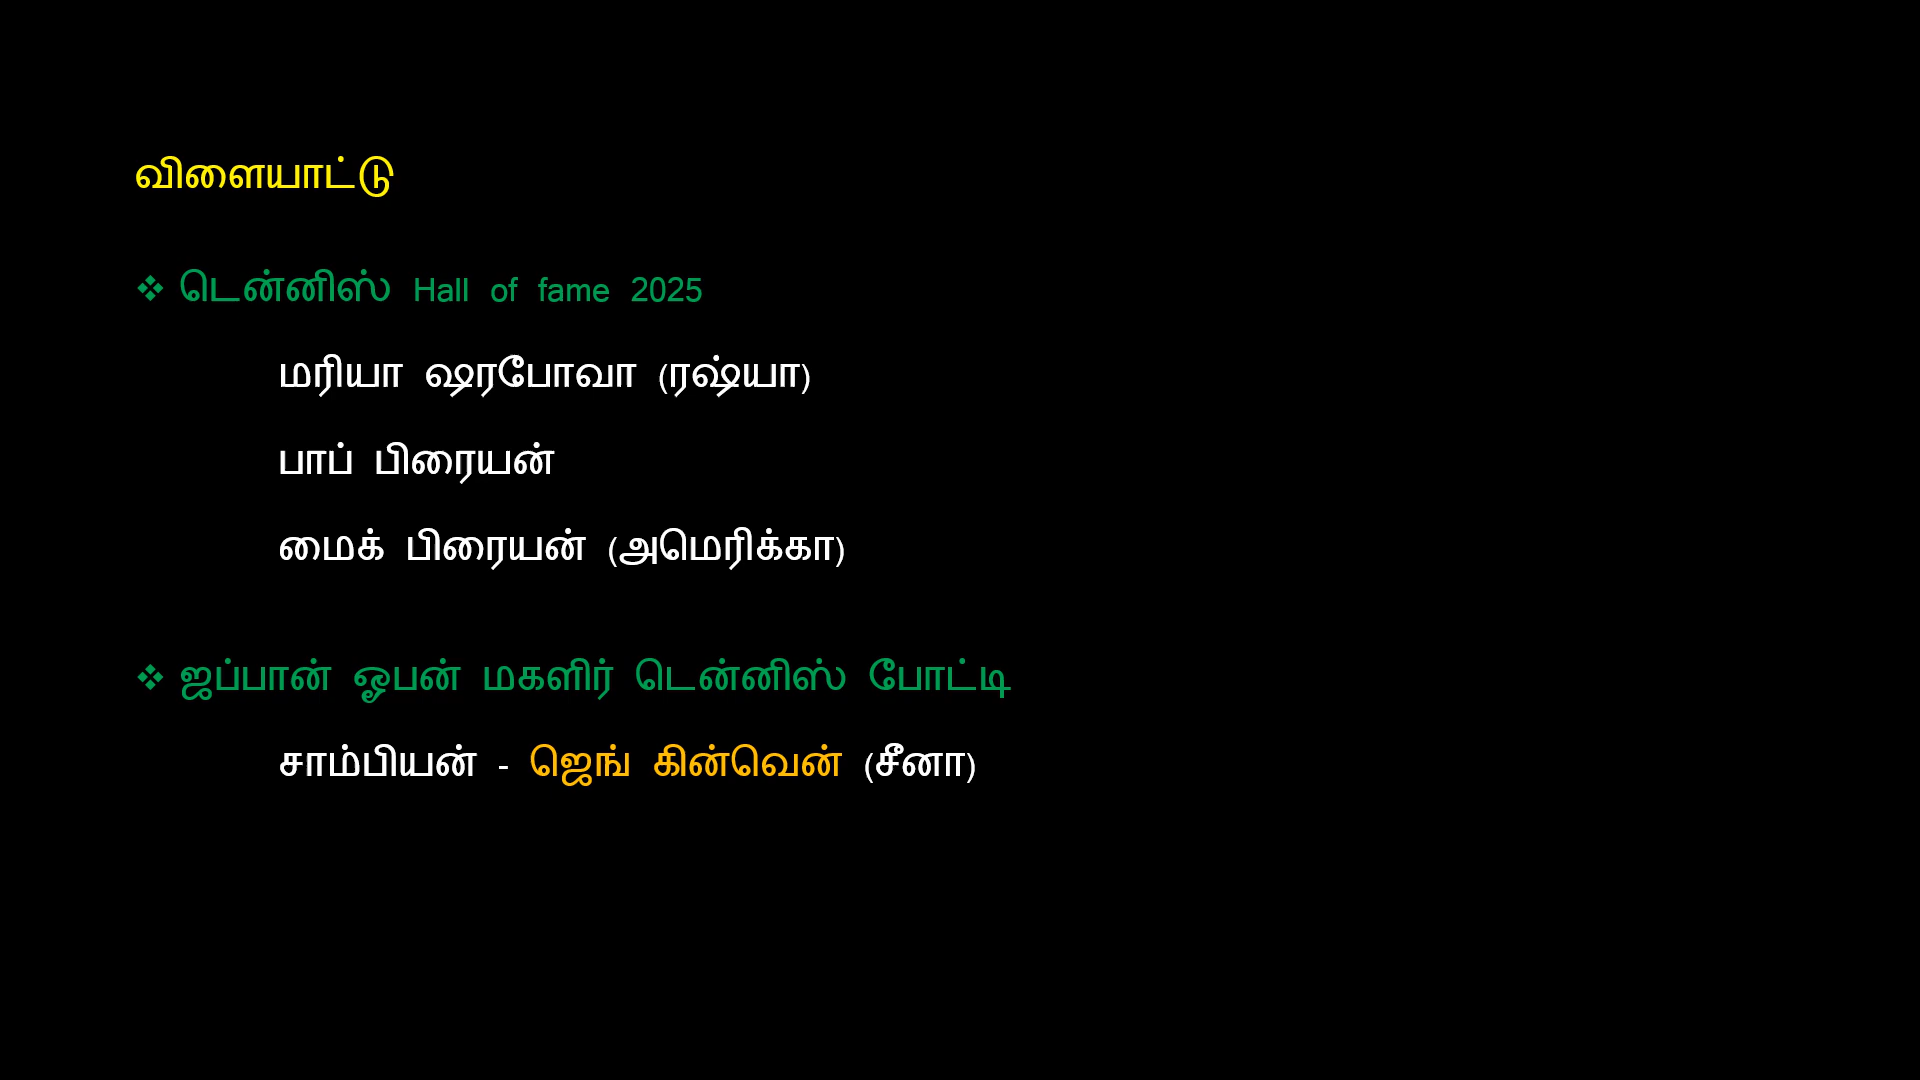 விளையாட்டு
❖ டென்னிஸ் Hall of fame 2025
மரியா ஷரபோவா (ரஷ்யா)
பாப் பிரையன்
மைக் பிரையன் (அமெரிக்கா)
❖ ஜப்பான் ஓபன் மகளிர் டென்னிஸ் போட்டி
சாம்பியன் - ஜெங் கின்வென் (சீனா)